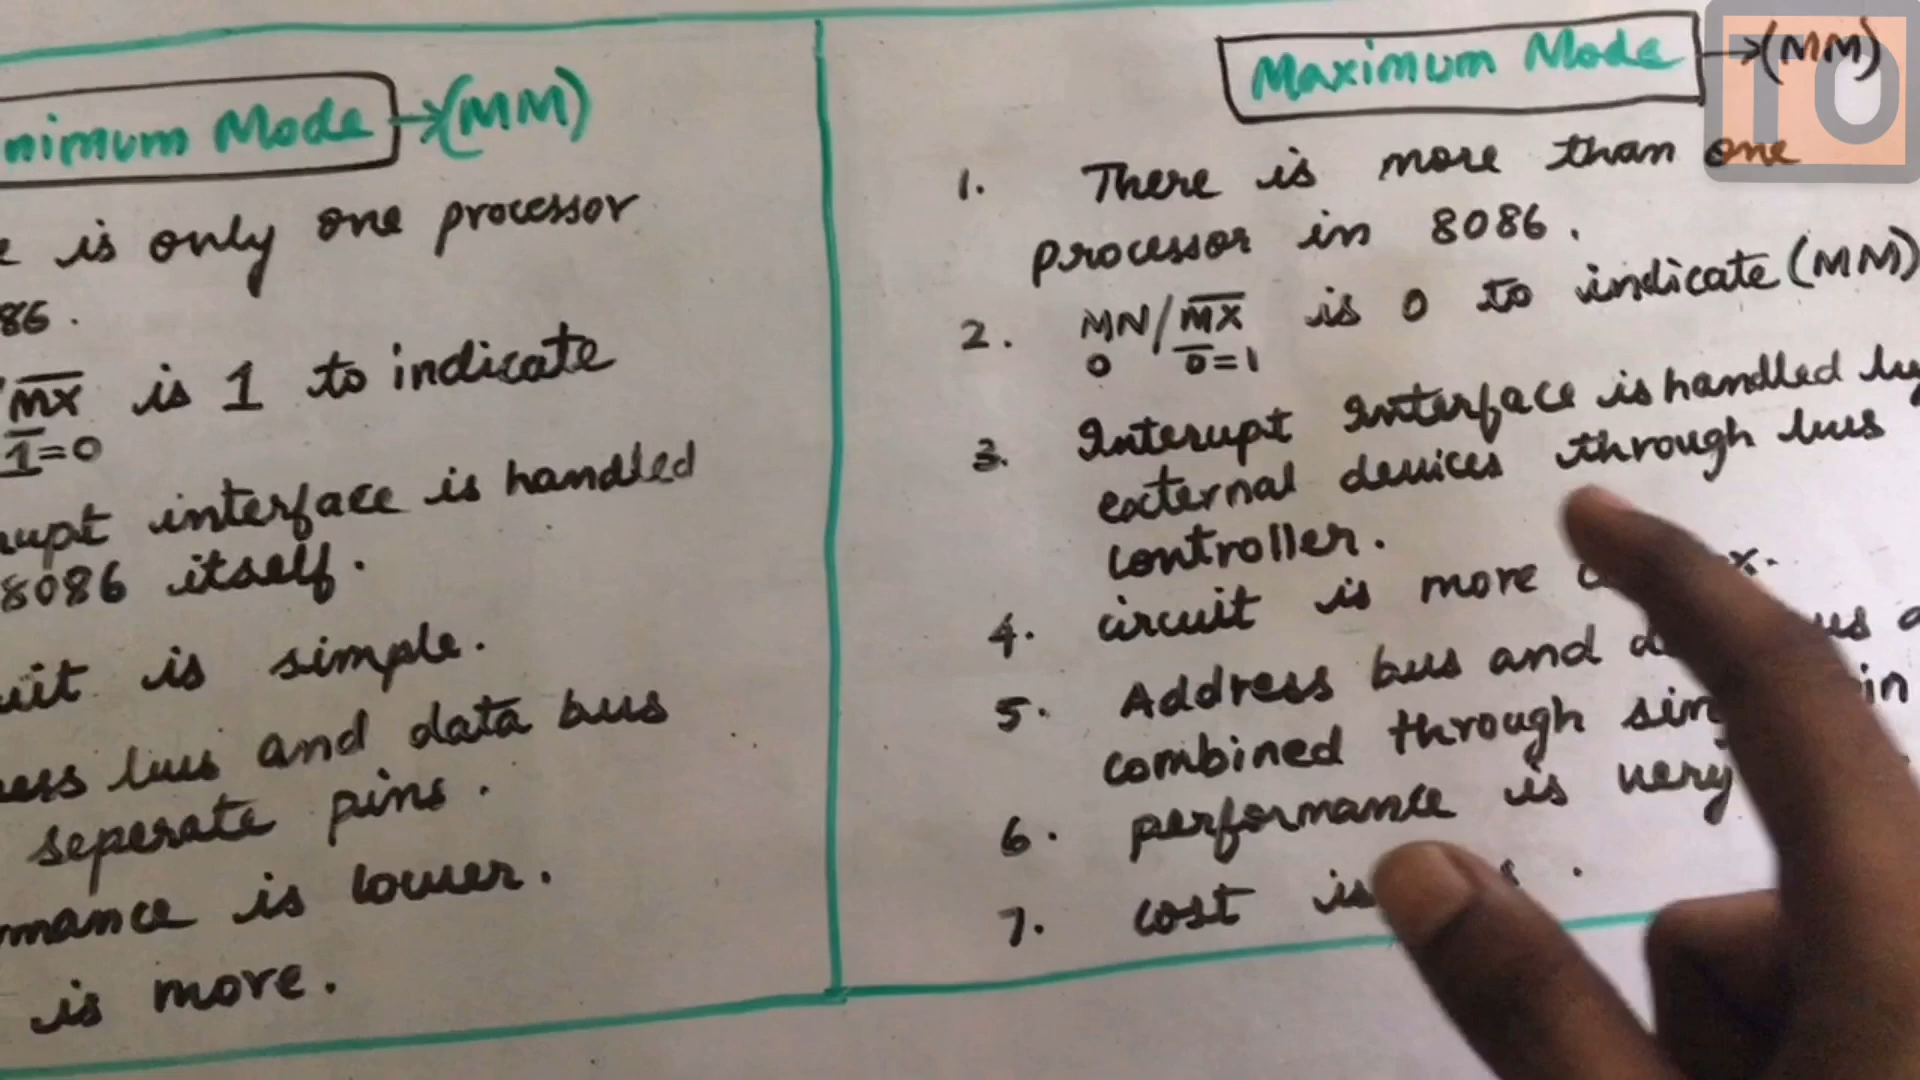 nimum Mode →(MM)
is only one processor
86.
MX is 1 to indicate
1=0
rupt interface is handled
8086 itself.
uit is simple.
ess bus and data bus
seperate pins.
mance is lower.
is more.
Maximum Mode →(MM)
TO
1. There is more than one
processor in 8086.
2. MN/MX is 0 to indicate (MM)
0 0=1
3. Interupt Interface is handled by
external devices through bus
controller.
4. circuit is more
5. Address bus and
combined through in
6. performance is very
7. cost is